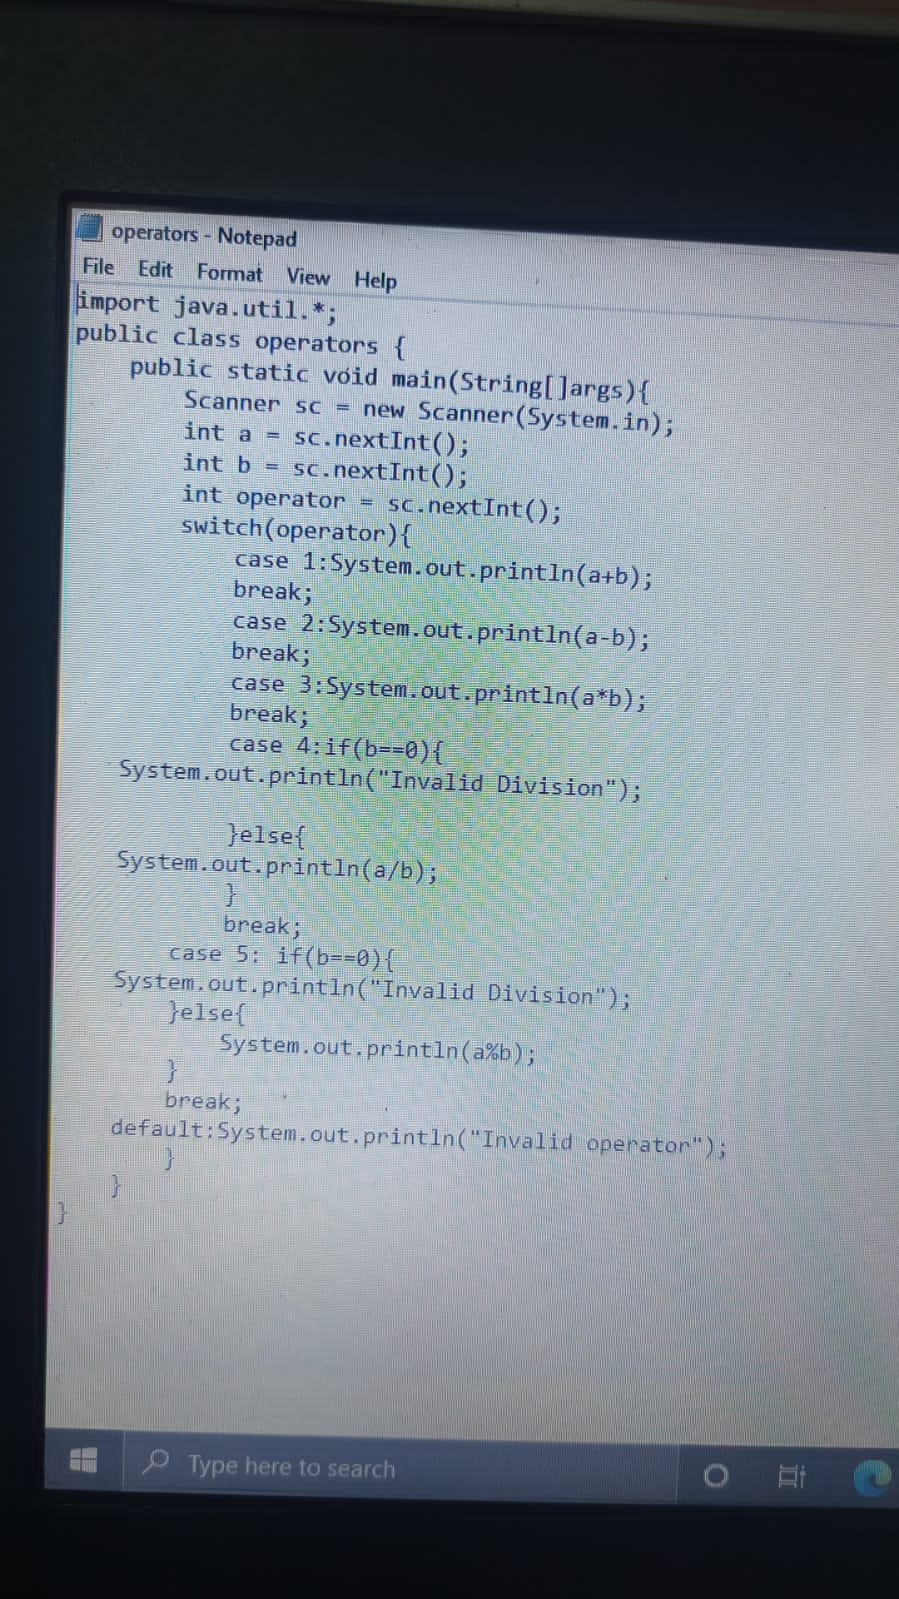 operators - Notepad
File Edit Format View Help
import java.util.*;
public class operators {
    public static void main(String[]args){
        Scanner sc = new Scanner(System.in);
        int a = sc.nextInt();
        int b = sc.nextInt();
        int operator = sc.nextInt();
        switch(operator){
            case 1:System.out.println(a+b);
            break;
            case 2:System.out.println(a-b);
            break;
            case 3:System.out.println(a*b);
            break;
            case 4:if(b==0){
    System.out.println("Invalid Division");

            }else{
    System.out.println(a/b);
            }
            break;
        case 5: if(b==0){
    System.out.println("Invalid Division");
        }else{
            System.out.println(a%b);
        }
        break;
    default:System.out.println("Invalid operator");
        }
    }
}
Type here to search